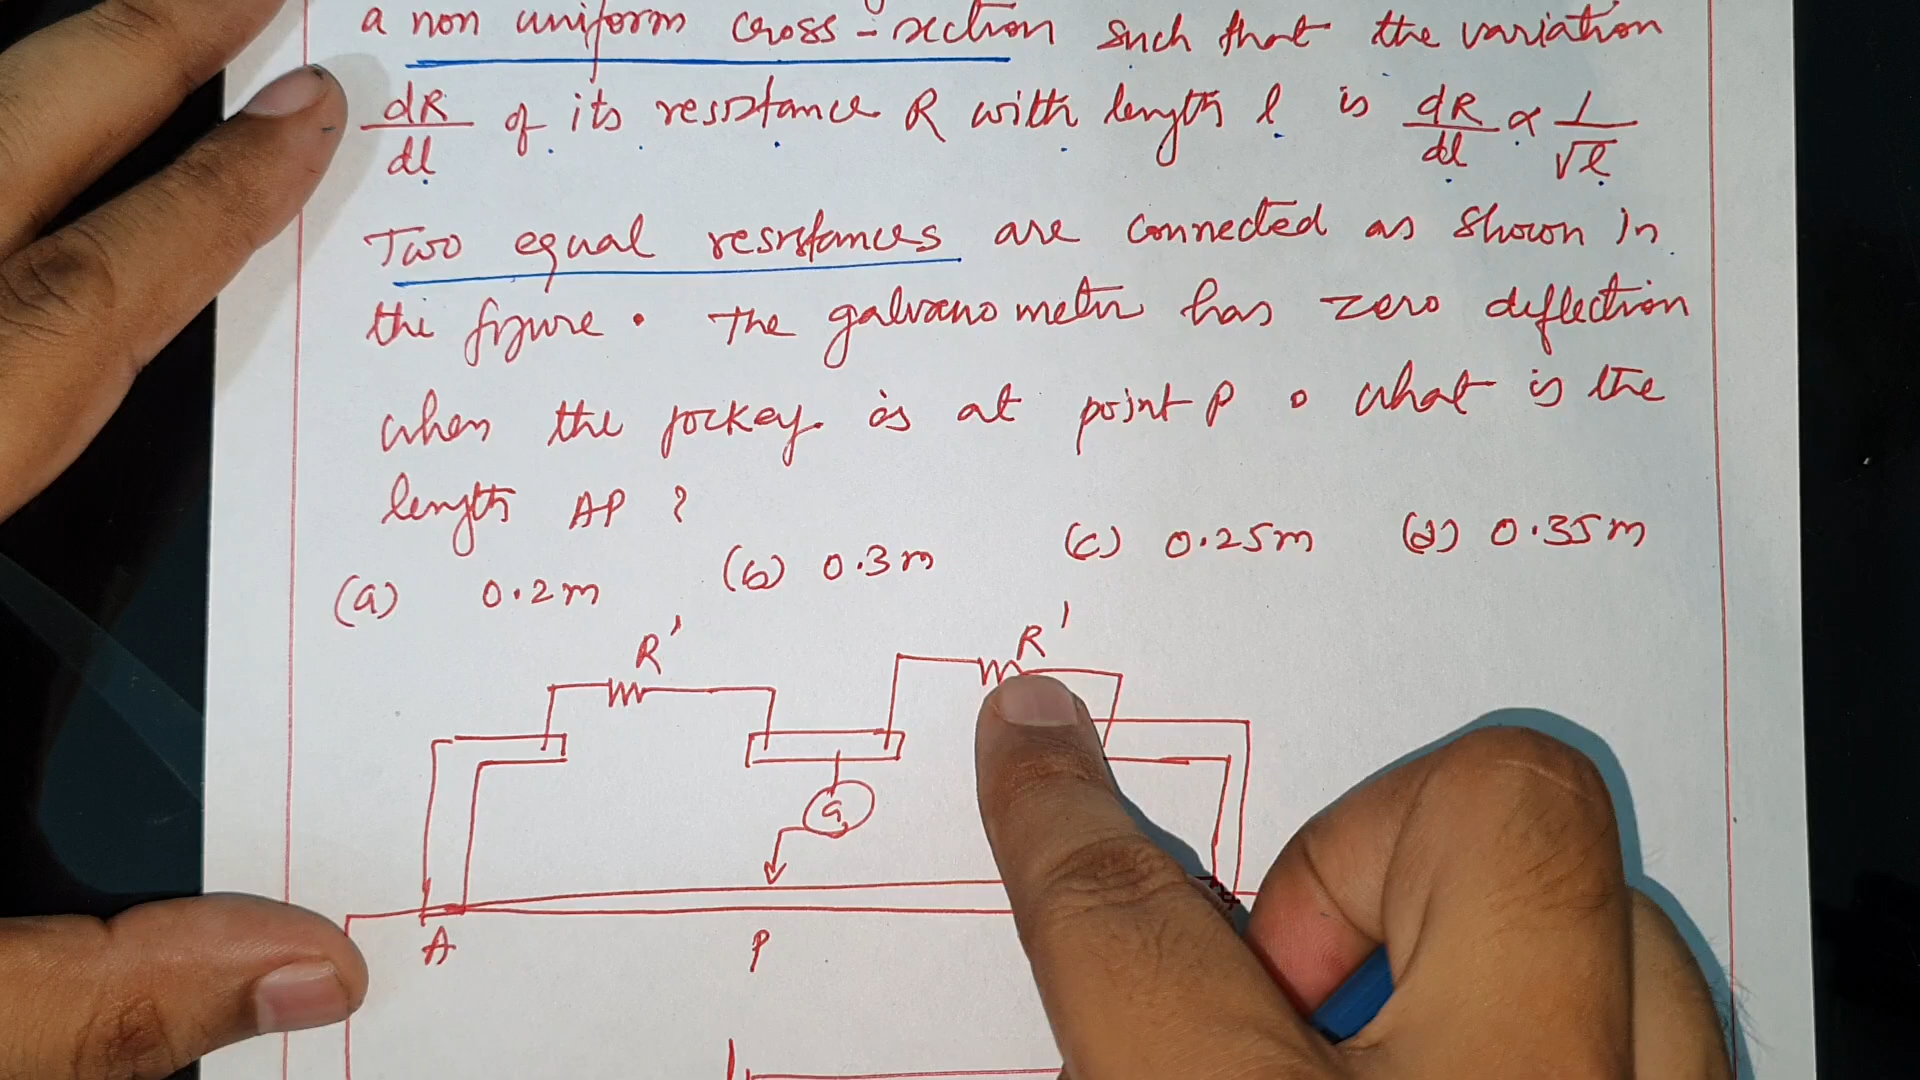 a non uniform cross-section such that the variation
dR/dl of its resistance R with length l is dR/dl ∝ 1/√l
Two equal resistances are connected as shown in
the figure. The galvanometer has zero deflection
when the jockey is at point P. What is the
length AP ?
(a) 0.2m (b) 0.3m (c) 0.25m (d) 0.35m
R' R'
G
A P